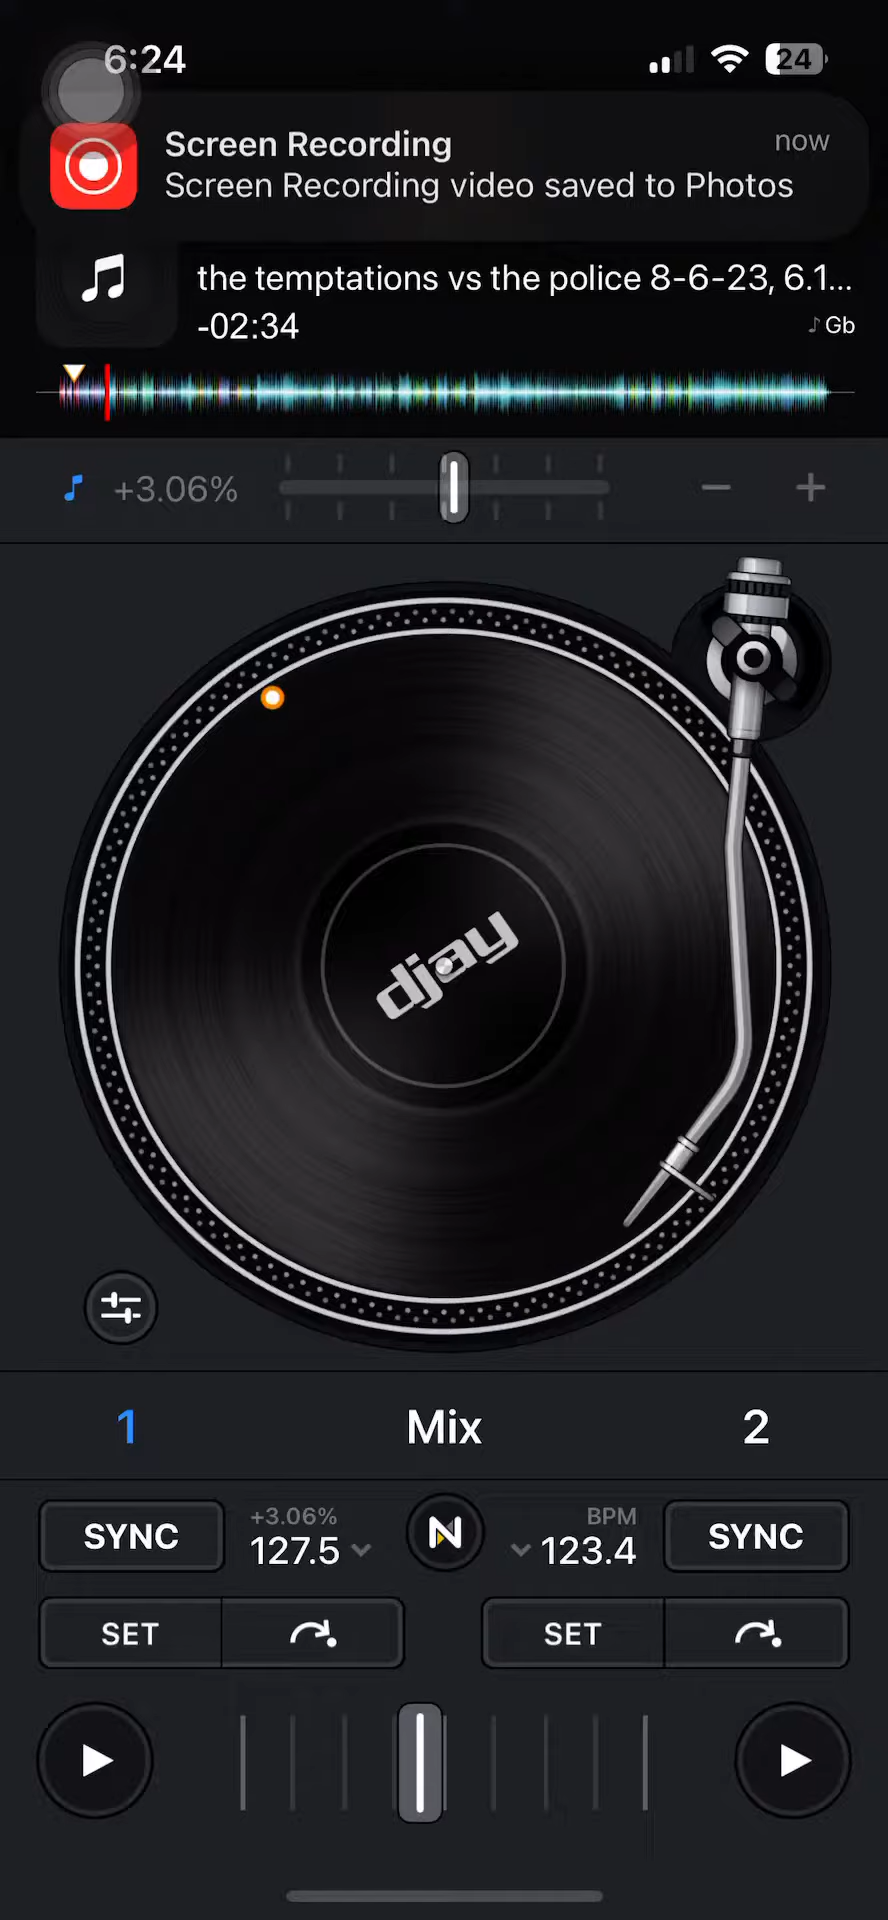 6:24
24
Screen Recording
now
Screen Recording video saved to Photos
the temptations vs the police 8-6-23, 6.1...
-02:34
Gb
+3.06%
djay
1
Mix
2
SYNC
+3.06%
127.5
N
BPM
123.4
SYNC
SET
SET